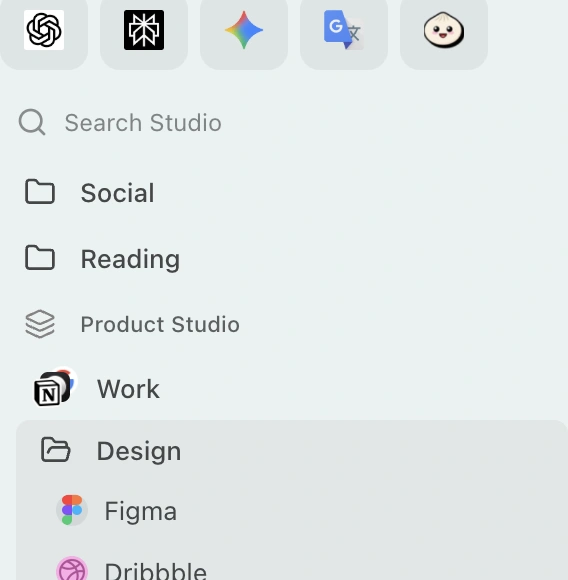 Search Studio
Social
Reading
Product Studio
Work
Design
Figma
Dribbble